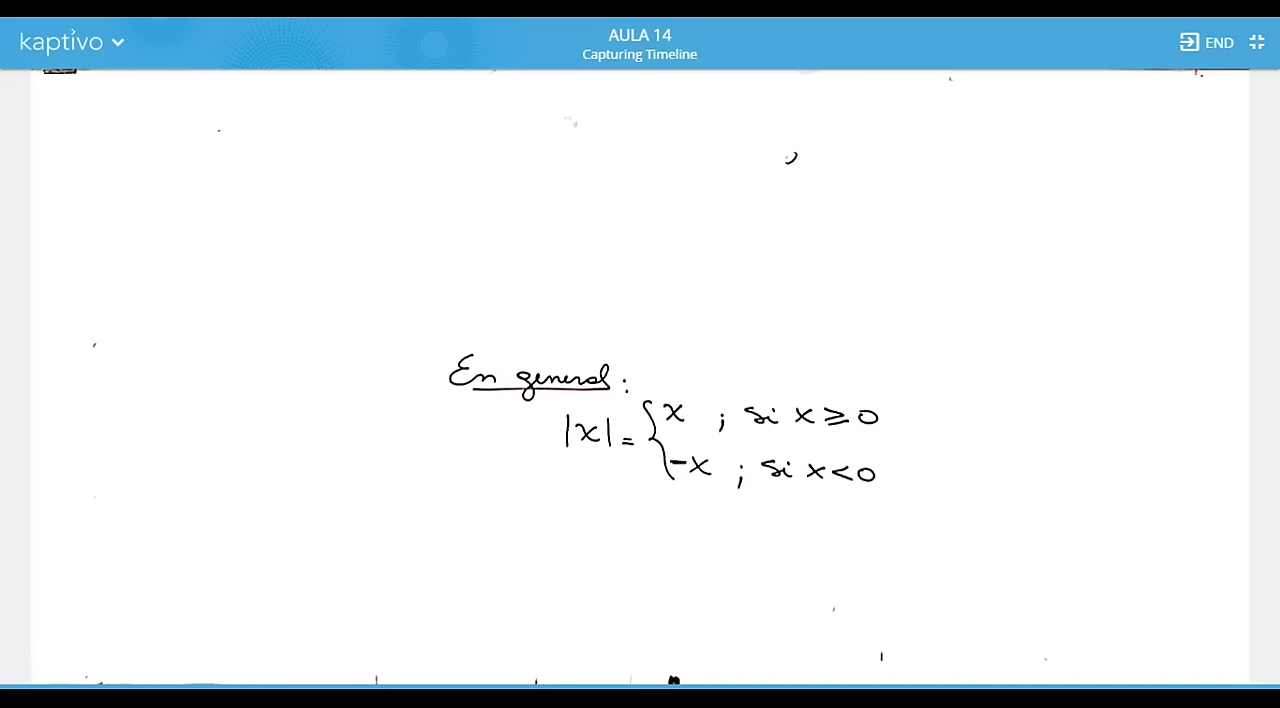 kaptivo
AULA 14
Capturing Timeline
END
En general:
|x| = { x ; si x ≥ 0
-x ; si x < 0